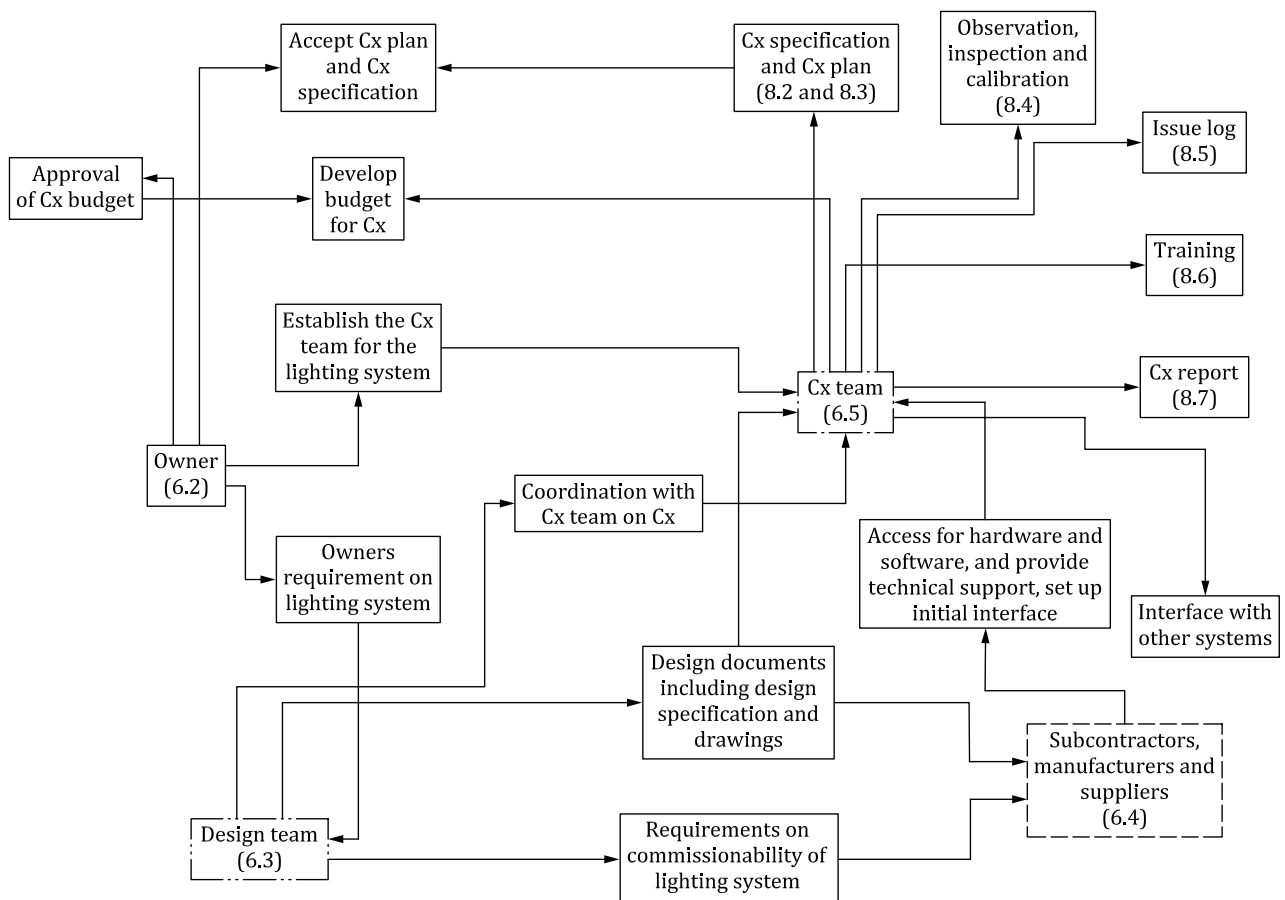 Accept Cx plan
and Cx
specification
Cx specification
and Cx plan
(8.2 and 8.3)
Observation,
inspection and
calibration
(8.4)
Issue log
(8.5)
Approval
of Cx budget
Develop
budget
for Cx
Training
(8.6)
Establish the Cx
team for the
lighting system
Cx team
(6.5)
Cx report
(8.7)
Owner
(6.2)
Coordination with
Cx team on Cx
Owners
requirement on
lighting system
Access for hardware and
software, and provide
technical support, set up
initial interface
Interface with
other systems
Design documents
including design
specification and
drawings
Subcontractors,
manufacturers and
suppliers
(6.4)
Design team
(6.3)
Requirements on
commissionability of
lighting system